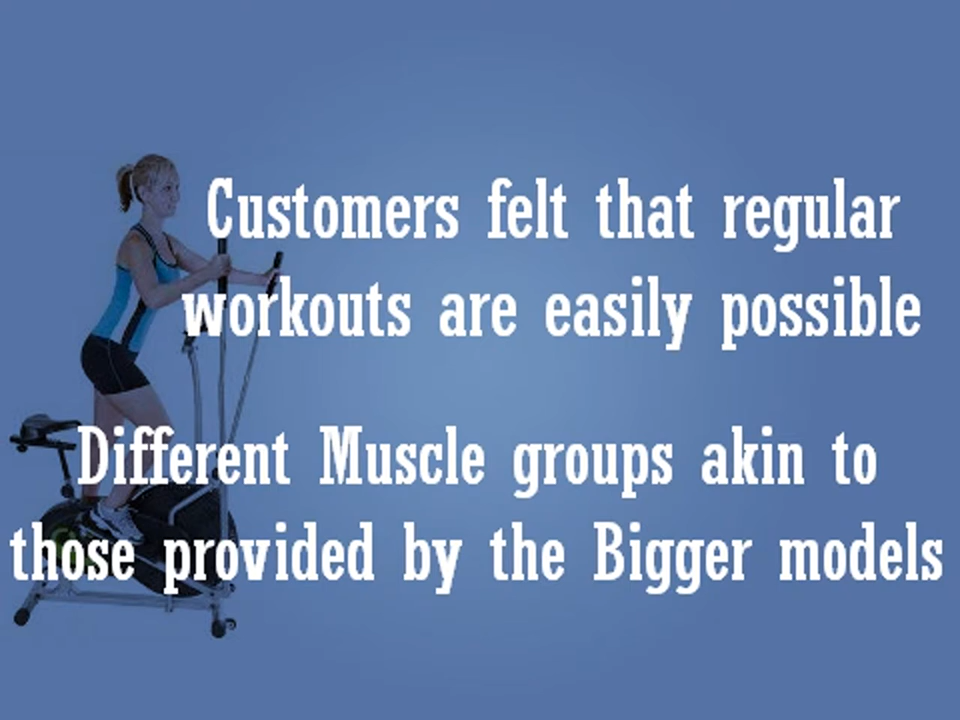 Customers felt that regular
workouts are easily possible
Different Muscle groups akin to
those provided by the Bigger models